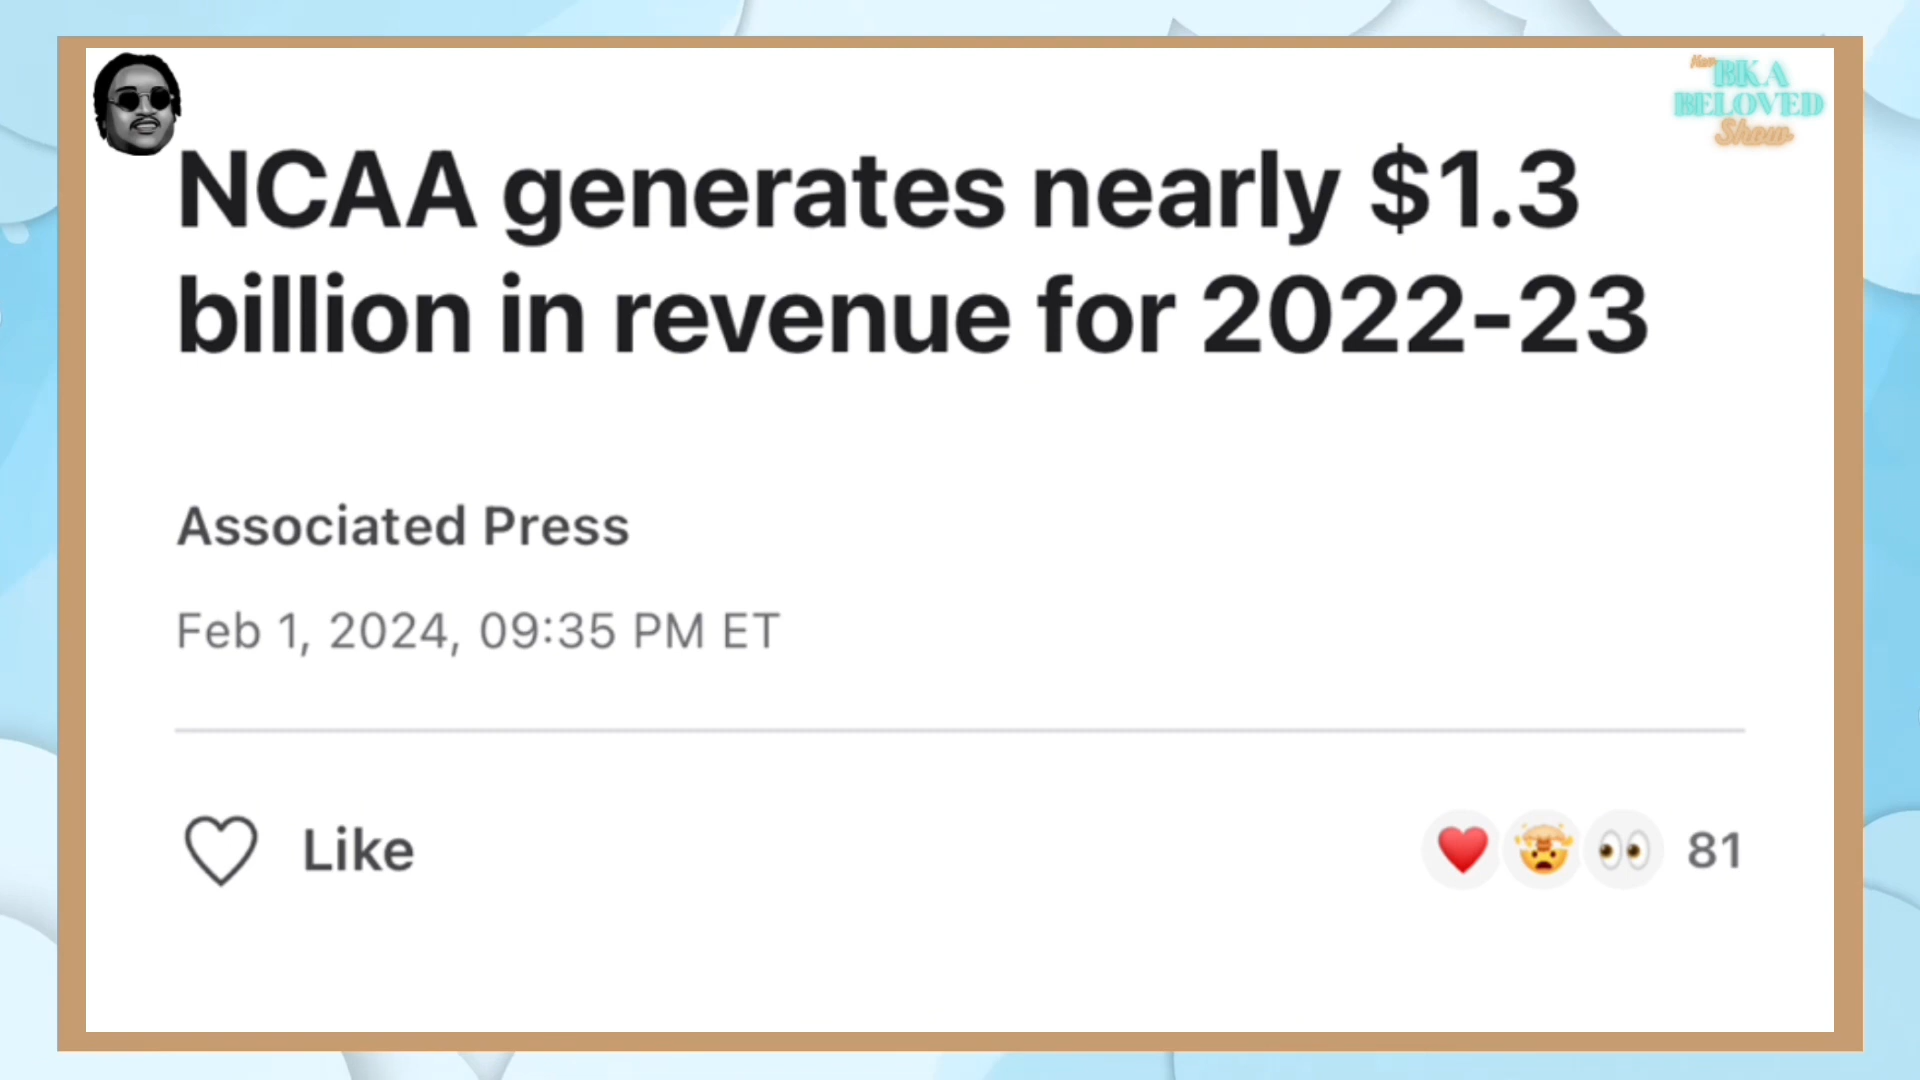 BKA
BELOVED
Show
NCAA generates nearly $1.3
billion in revenue for 2022-23
Associated Press
Feb 1, 2024, 09:35 PM ET
Like
81